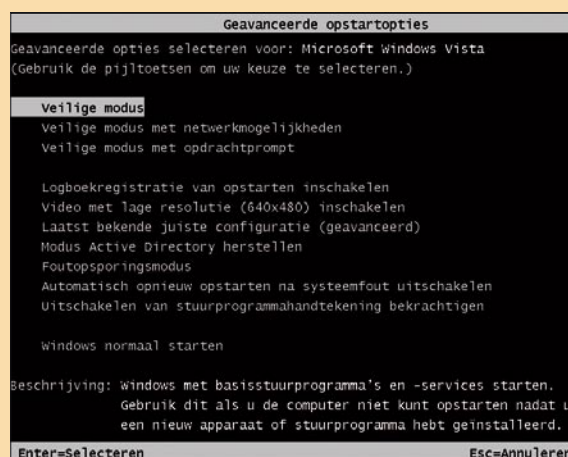 Geavanceerde opstartopties
Geavanceerde opties selecteren voor: Microsoft Windows Vista
(Gebruik de pijltoetsen om uw keuze te selecteren.)
Veilige modus
Veilige modus met netwerkmogelijkheden
Veilige modus met opdrachtprompt
Logboekregistratie van opstarten inschakelen
Video met lage resolutie (640x480) inschakelen
Laatst bekende juiste configuratie (geavanceerd)
Modus Active Directory herstellen
Foutopsporingsmodus
Automatisch opnieuw opstarten na systeemfout uitschakelen
Uitschakelen van stuurprogrammahandtekening bekrachtigen
Windows normaal starten
Beschrijving: Windows met basisstuurprogramma's en -services starten.
Gebruik dit als u de computer niet kunt opstarten nadat u
een nieuw apparaat of stuurprogramma hebt geïnstalleerd.
Enter=Selecteren Esc=Annuleren